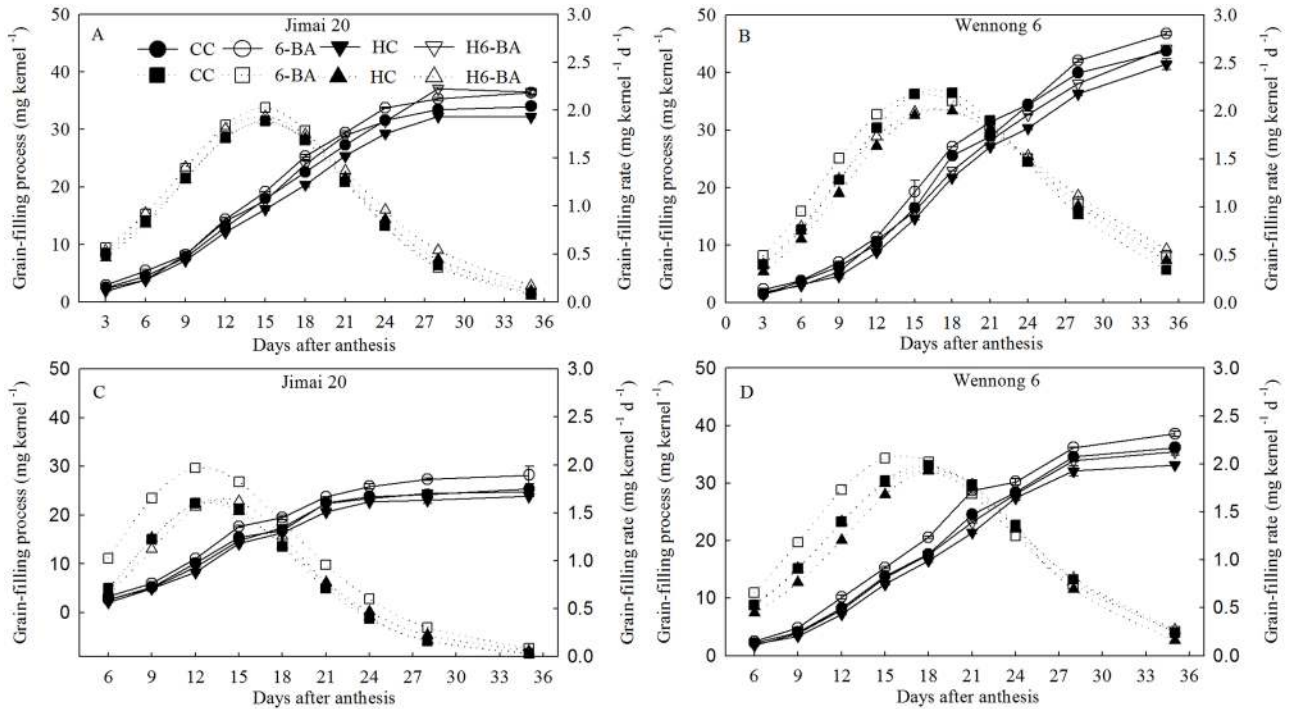 Jimai 20
A
CC 6-BA HC H6-BA
CC 6-BA HC H6-BA
50
40
30
20
10
0
3.0
2.5
2.0
1.5
1.0
0.5
0.0
3 6 9 12 15 18 21 24 27 30 33 36
Days after anthesis
Grain-filling process (mg kernel -1)
Grain-filling rate (mg kernel -1 d -1)
Wennong 6
B
50
40
30
20
10
0
3.0
2.5
2.0
1.5
1.0
0.5
0.0
0 3 6 9 12 15 18 21 24 27 30 33 36
Days after anthesis
Grain-filling process (mg kernel -1)
Grain-filling rate (mg kernel -1 d -1)
Jimai 20
C
50
40
30
20
10
0
3.0
2.5
2.0
1.5
1.0
0.5
0.0
6 9 12 15 18 21 24 27 30 33 36
Days after anthesis
Grain-filling process (mg kernel -1)
Grain-filling rate (mg kernel -1 d -1)
Wennong 6
D
50
40
30
20
10
0
3.0
2.5
2.0
1.5
1.0
0.5
0.0
6 9 12 15 18 21 24 27 30 33 36
Days after anthesis
Grain-filling process (mg kernel -1)
Grain-filling rate (mg kernel -1 d -1)